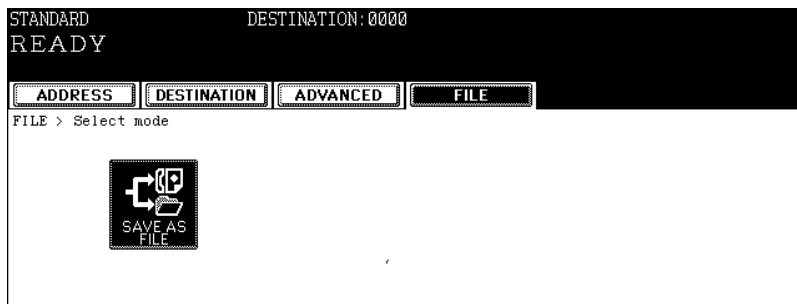 STANDARD DESTINATION:0000
READY
ADDRESS DESTINATION ADVANCED FILE
FILE > Select mode
SAVE AS
FILE